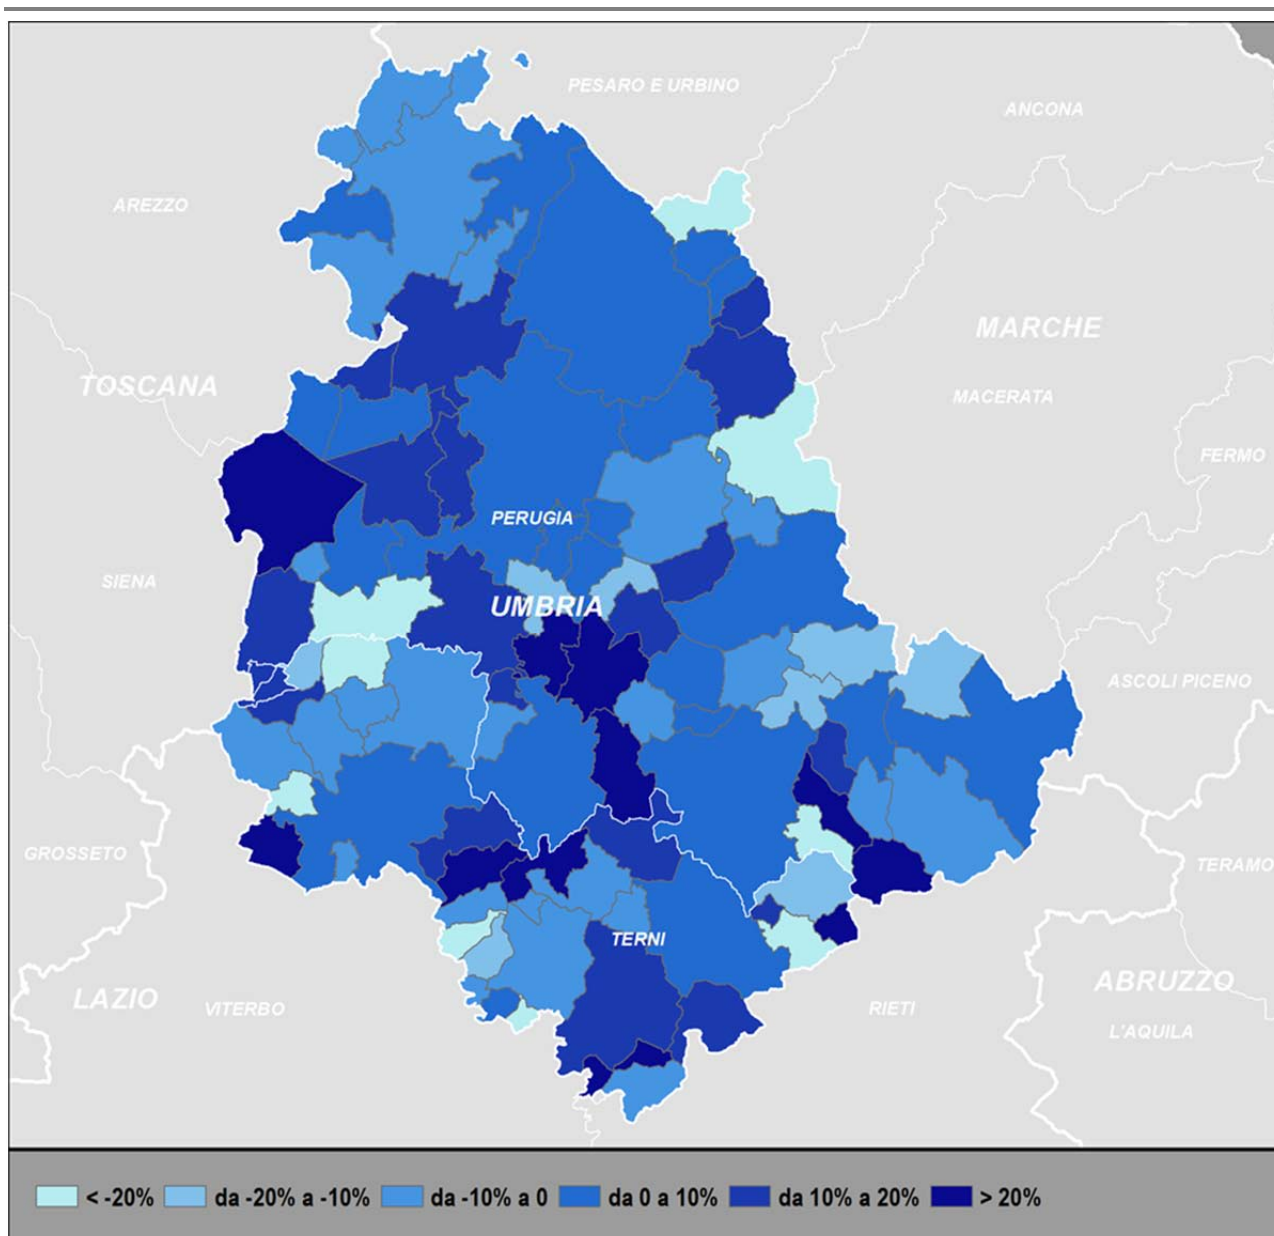 PESARO E URBINO
ANCONA
AREZZO
MARCHE
TOSCANA
MACERATA
FERMO
PERUGIA
SIENA
UMBRIA
ASCOLI PICENO
GROSSETO
TERAMO
TERNI
ABRUZZO
LAZIO
VITERBO
RIETI
L'AQUILA
< -20% da -20% a -10% da -10% a 0 da 0 a 10% da 10% a 20% > 20%